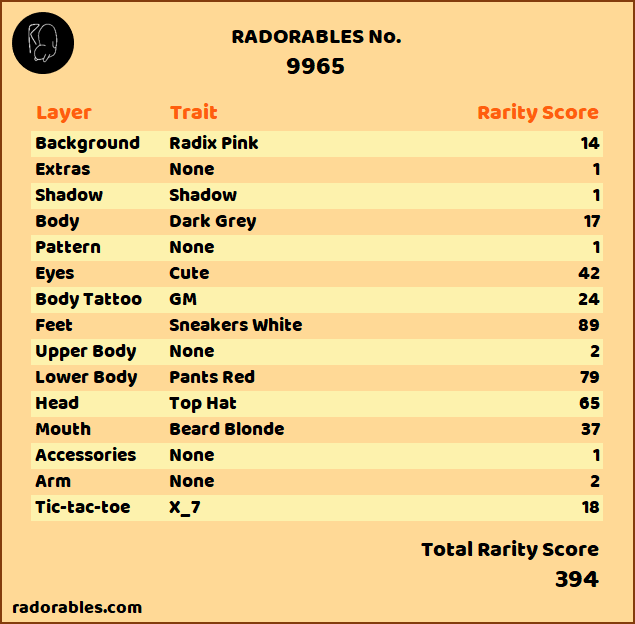 RADORABLES No.
9965
Layer Trait Rarity Score
Background Radix Pink 14
Extras None 1
Shadow Shadow 1
Body Dark Grey 17
Pattern None 1
Eyes Cute 42
Body Tattoo GM 24
Feet Sneakers White 89
Upper Body None 2
Lower Body Pants Red 79
Head Top Hat 65
Mouth Beard Blonde 37
Accessories None 1
Arm None 2
Tic-tac-toe X_7 18
Total Rarity Score
394
radorables.com